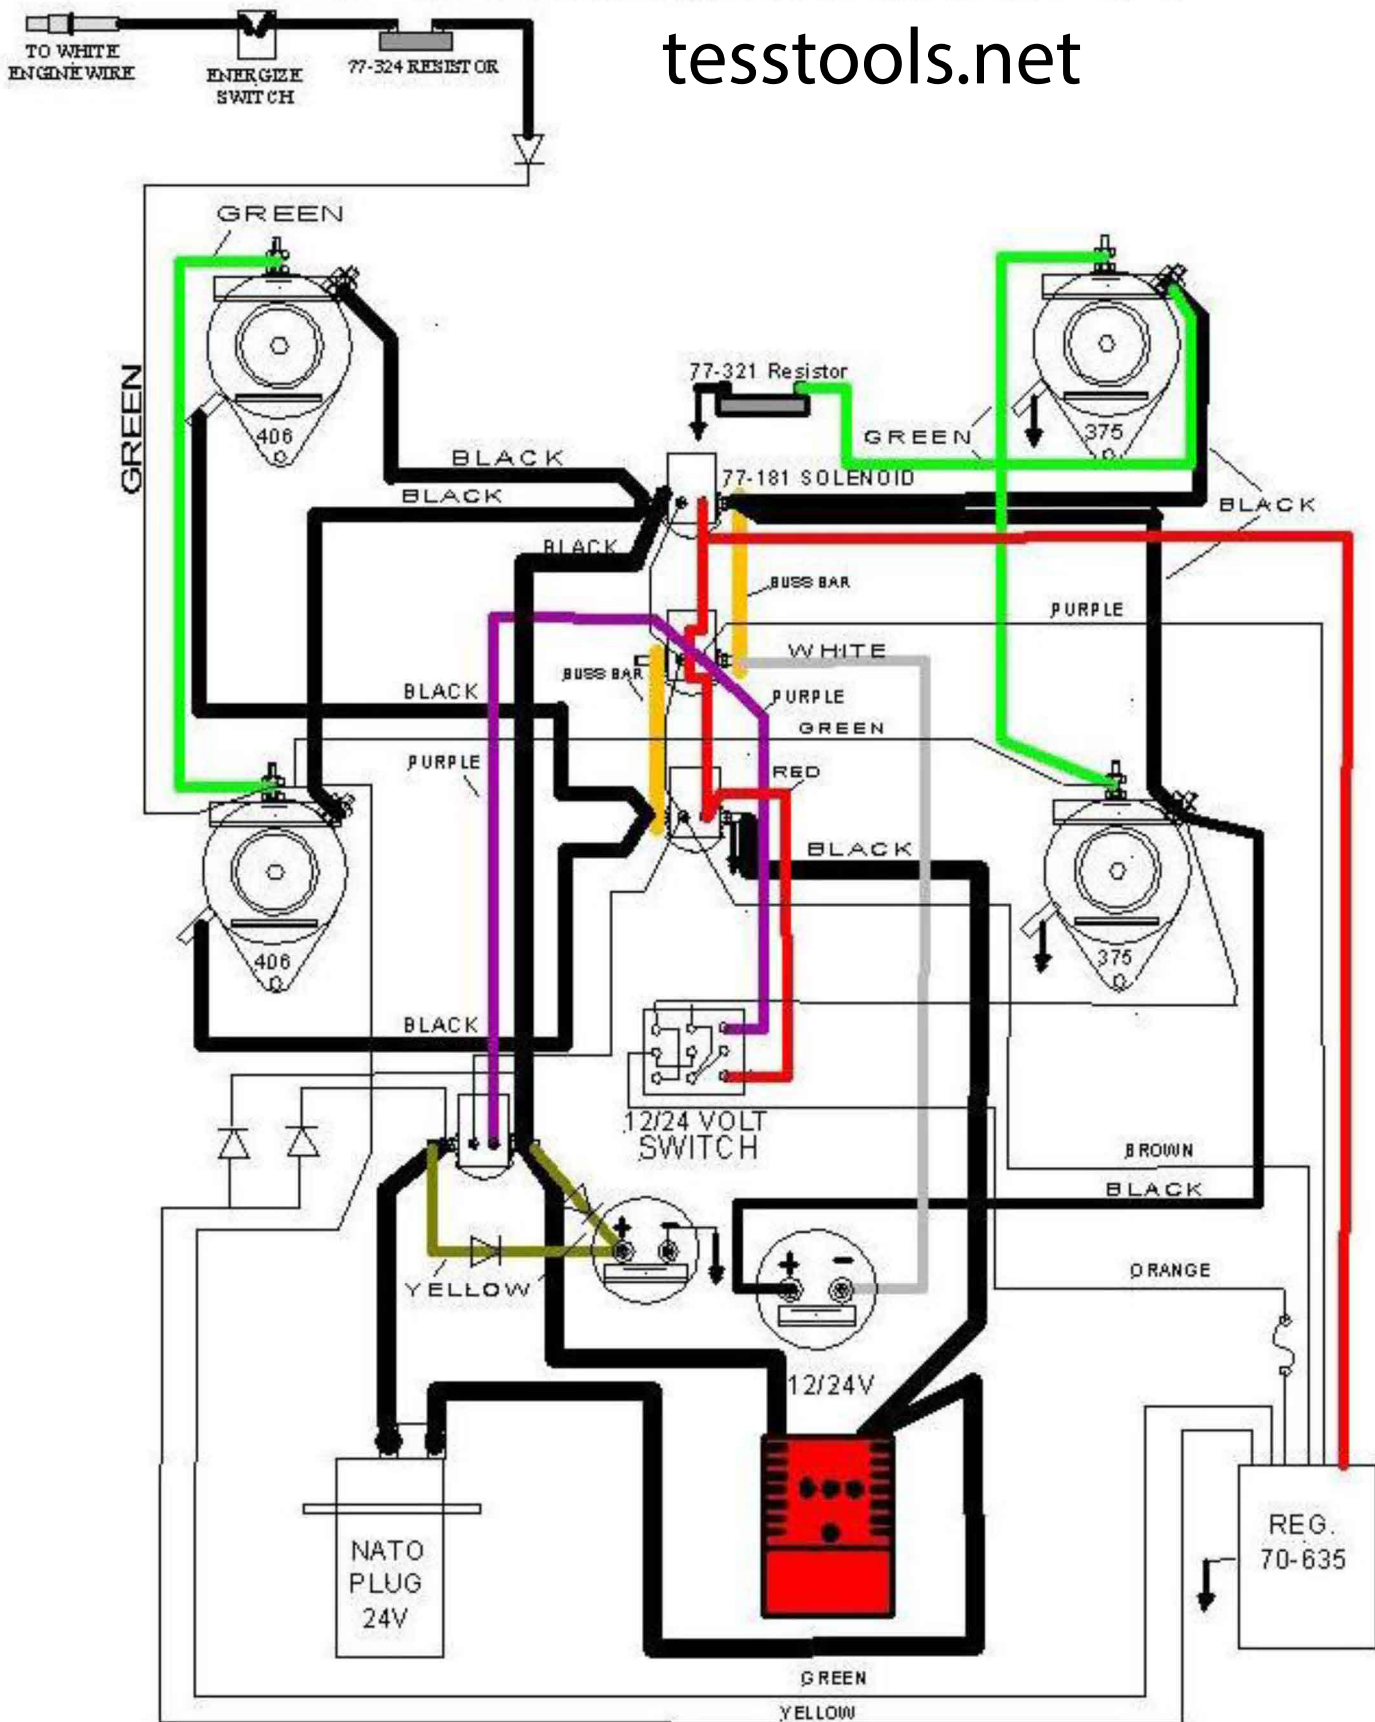 tesstools.net
TO WHITE
ENGINE WIRE
ENERGIZE
SWITCH
77-324 RESISTOR
GREEN
GREEN
77-321 Resistor
406
375
GREEN
BLACK
BLACK
77-181 SOLENOID
BLACK
BLACK
BUSS BAR
PURPLE
WHITE
BUSS BAR
BLACK
PURPLE
GREEN
PURPLE
RED
BLACK
406
375
BLACK
12/24 VOLT
SWITCH
BROWN
BLACK
+ -
+ -
YELLOW
ORANGE
12/24V
NATO
PLUG
24V
REG.
70-635
GREEN
YELLOW